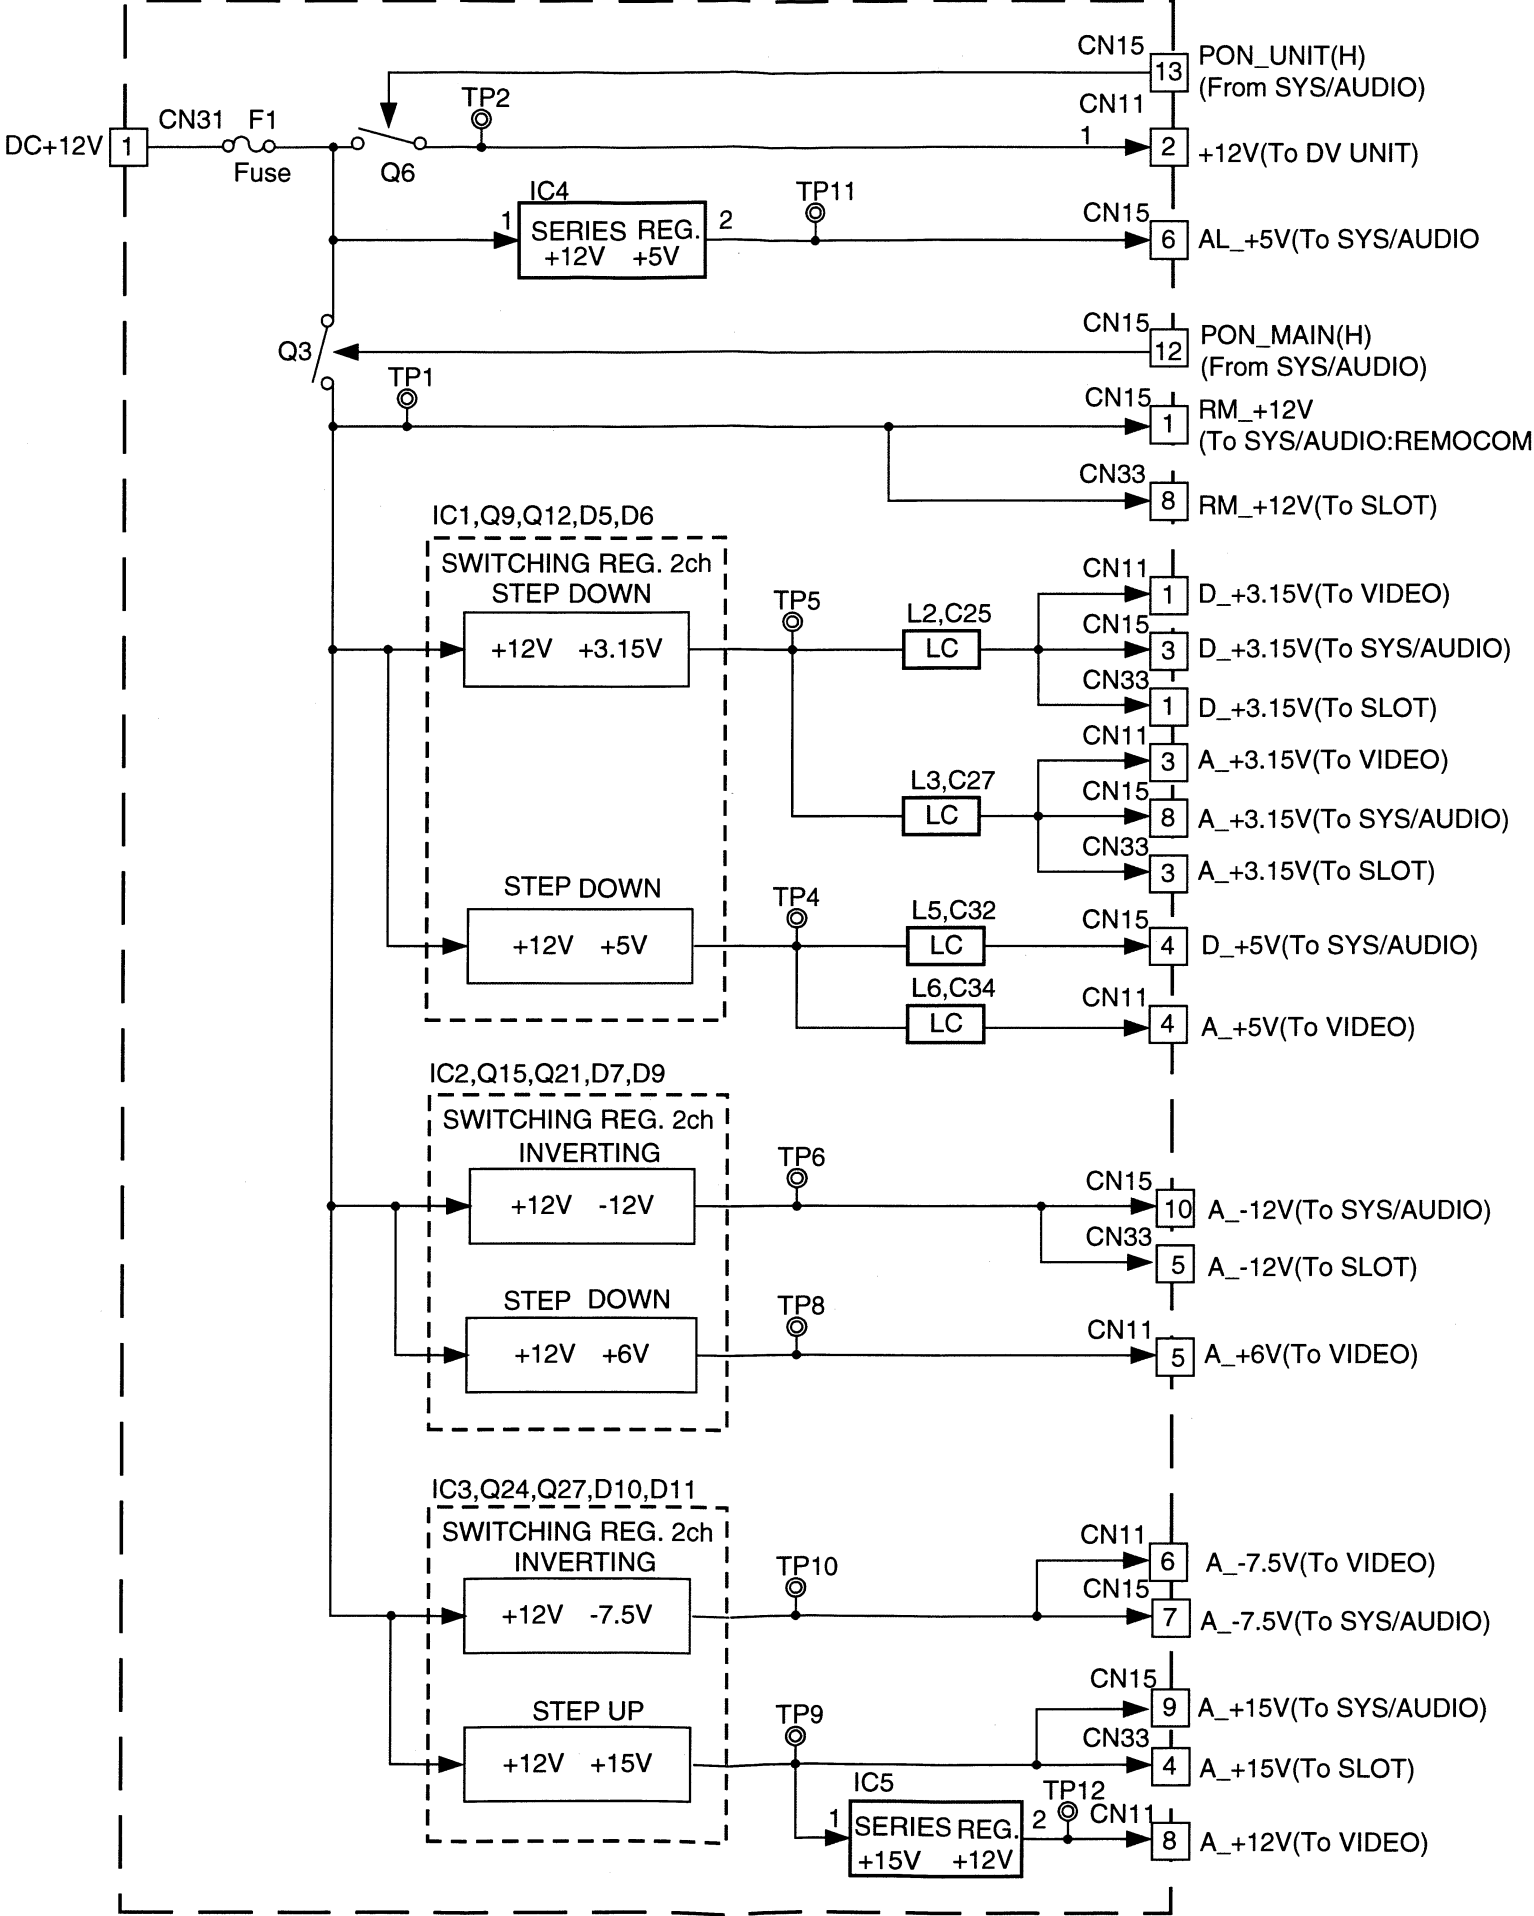 CN15
13
PON_UNIT(H)
(From SYS/AUDIO)
DC+12V
1
CN31
F1
Fuse
Q6
TP2
CN11
1
2
+12V(To DV UNIT)
IC4
1
SERIES REG.
+12V +5V
2
TP11
CN15
6
AL_+5V(To SYS/AUDIO
Q3
CN15
12
PON_MAIN(H)
(From SYS/AUDIO)
TP1
CN15
1
RM_+12V
(To SYS/AUDIO:REMOCOM
CN33
8
RM_+12V(To SLOT)
IC1,Q9,Q12,D5,D6
SWITCHING REG. 2ch
STEP DOWN
+12V +3.15V
TP5
L2,C25
LC
CN11
1
D_+3.15V(To VIDEO)
CN15
3
D_+3.15V(To SYS/AUDIO)
CN33
1
D_+3.15V(To SLOT)
L3,C27
LC
CN11
3
A_+3.15V(To VIDEO)
CN15
8
A_+3.15V(To SYS/AUDIO)
CN33
3
A_+3.15V(To SLOT)
STEP DOWN
+12V +5V
TP4
L5,C32
LC
CN15
4
D_+5V(To SYS/AUDIO)
L6,C34
LC
CN11
4
A_+5V(To VIDEO)
IC2,Q15,Q21,D7,D9
SWITCHING REG. 2ch
INVERTING
+12V -12V
TP6
CN15
10
A_-12V(To SYS/AUDIO)
CN33
5
A_-12V(To SLOT)
STEP DOWN
+12V +6V
TP8
CN11
5
A_+6V(To VIDEO)
IC3,Q24,Q27,D10,D11
SWITCHING REG. 2ch
INVERTING
+12V -7.5V
TP10
CN11
6
A_-7.5V(To VIDEO)
CN15
7
A_-7.5V(To SYS/AUDIO)
STEP UP
+12V +15V
TP9
CN15
9
A_+15V(To SYS/AUDIO)
CN33
4
A_+15V(To SLOT)
IC5
1
SERIES REG.
+15V +12V
2
TP12
CN11
8
A_+12V(To VIDEO)